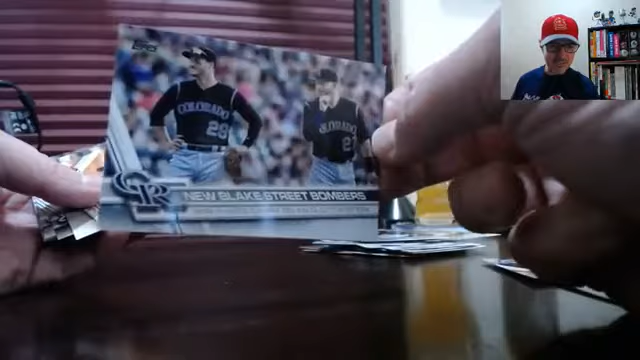 Topps
COLORADO
28
COLORADO
27
CR
NEW BLAKE STREET BOMBERS